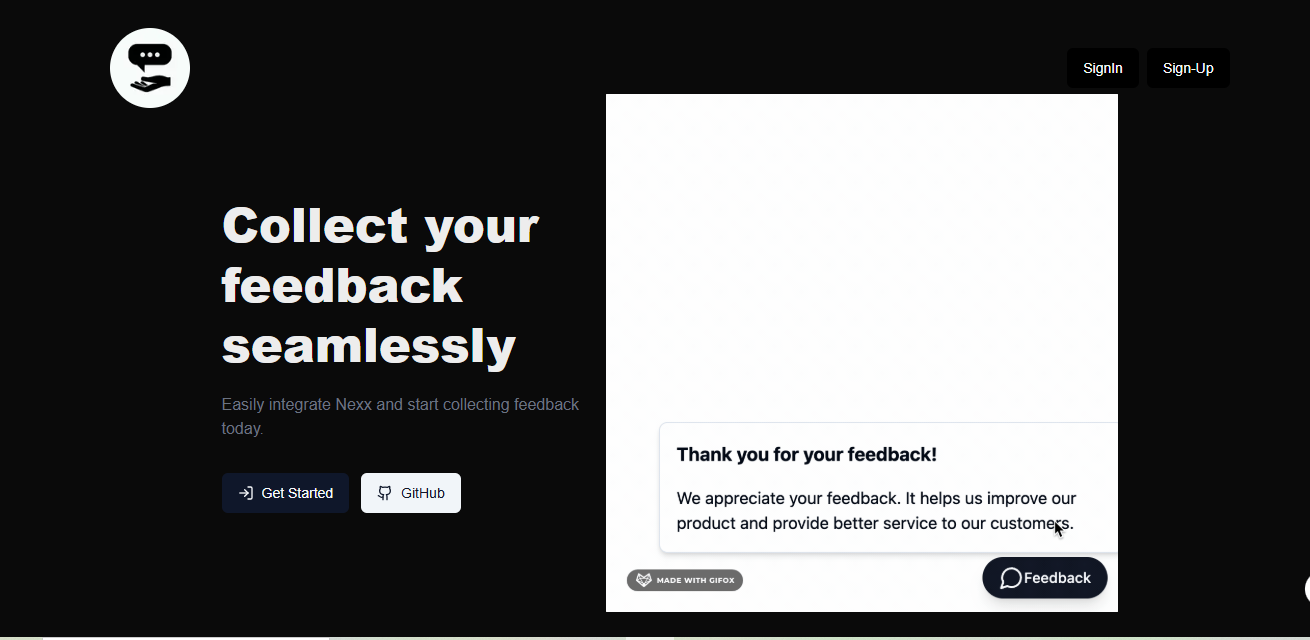 SignIn
Sign-Up
Collect your
feedback
seamlessly
Easily integrate Nexx and start collecting feedback
today.
Get Started
GitHub
Thank you for your feedback!
We appreciate your feedback. It helps us improve our
product and provide better service to our customers.
MADE WITH GIFOX
Feedback